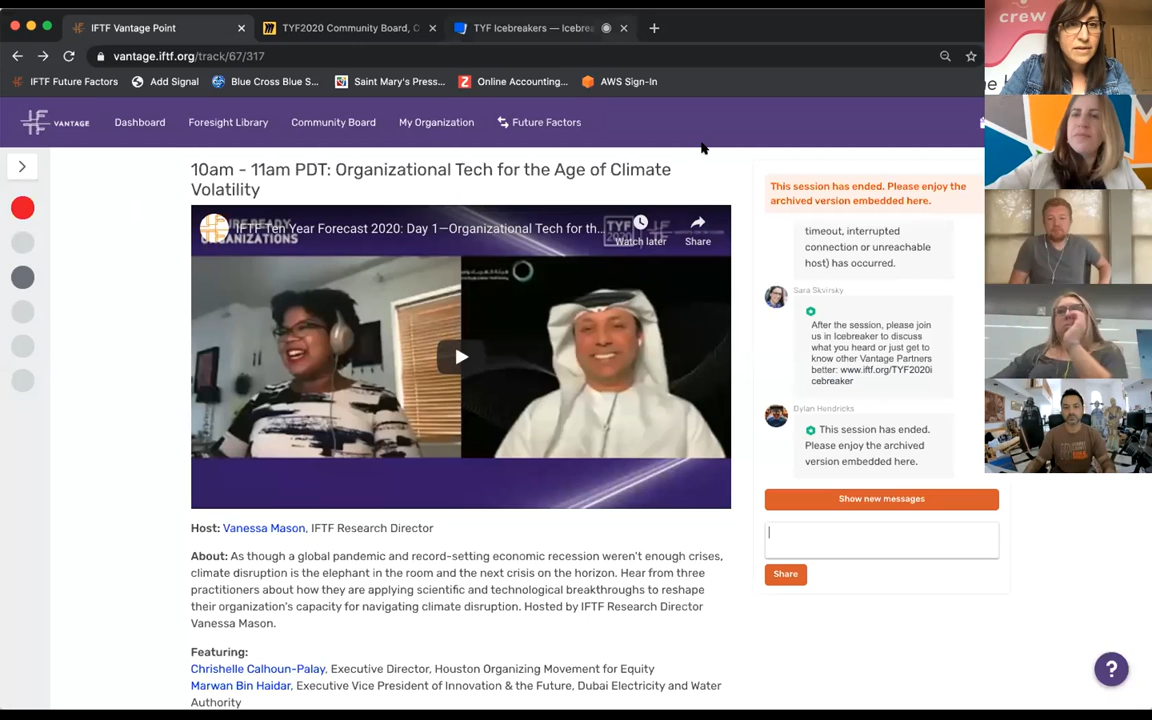 IFTF Vantage Point
TYF2020 Community Board, O
TYF Icebreakers — Icebrea
vantage.iftf.org/track/67/317
IFTF Future Factors
Add Signal
Blue Cross Blue S...
Saint Mary's Press...
Online Accounting...
AWS Sign-In
crew
VANTAGE
Dashboard
Foresight Library
Community Board
My Organization
Future Factors
10am - 11am PDT: Organizational Tech for the Age of Climate
Volatility
IFTF Ten Year Forecast 2020: Day 1—Organizational Tech for th...
Watch later
Share
ORGANIZATIONS
TYF
2020
This session has ended. Please enjoy the
archived version embedded here.
timeout, interrupted
connection or unreachable
host) has occurred.
Sara Skvirsky
After the session, please join
us in Icebreaker to discuss
what you heard or just get to
know other Vantage Partners
better: www.iftf.org/TYF2020i
cebreaker
Dylan Hendricks
This session has ended.
Please enjoy the archived
version embedded here.
Show new messages
Share
Host: Vanessa Mason, IFTF Research Director
About: As though a global pandemic and record-setting economic recession weren't enough crises,
climate disruption is the elephant in the room and the next crisis on the horizon. Hear from three
practitioners about how they are applying scientific and technological breakthroughs to reshape
their organization's capacity for navigating climate disruption. Hosted by IFTF Research Director
Vanessa Mason.
Featuring:
Chrishelle Calhoun-Palay, Executive Director, Houston Organizing Movement for Equity
Marwan Bin Haidar, Executive Vice President of Innovation & the Future, Dubai Electricity and Water
Authority
?